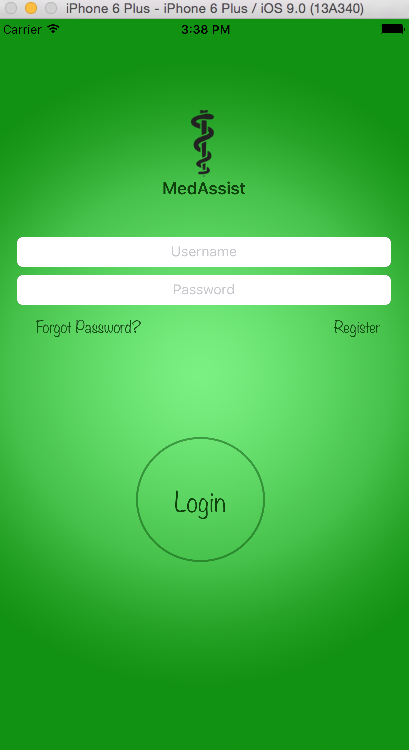 iPhone 6 Plus - iPhone 6 Plus / iOS 9.0 (13A340)
Carrier 3:38 PM
MedAssist
Username
Password
Forgot Password? Register
Login